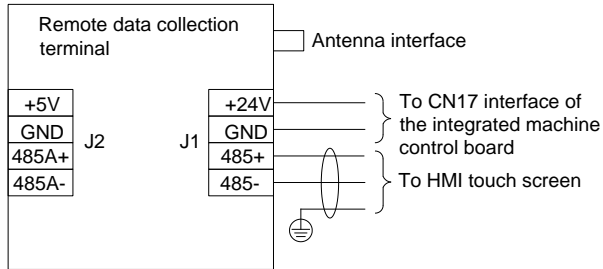 Remote data collection
terminal
Antenna interface
+5V
GND
485A+
485A-
J2
J1
+24V
GND
485+
485-
To CN17 interface of
the integrated machine
control board
To HMI touch screen